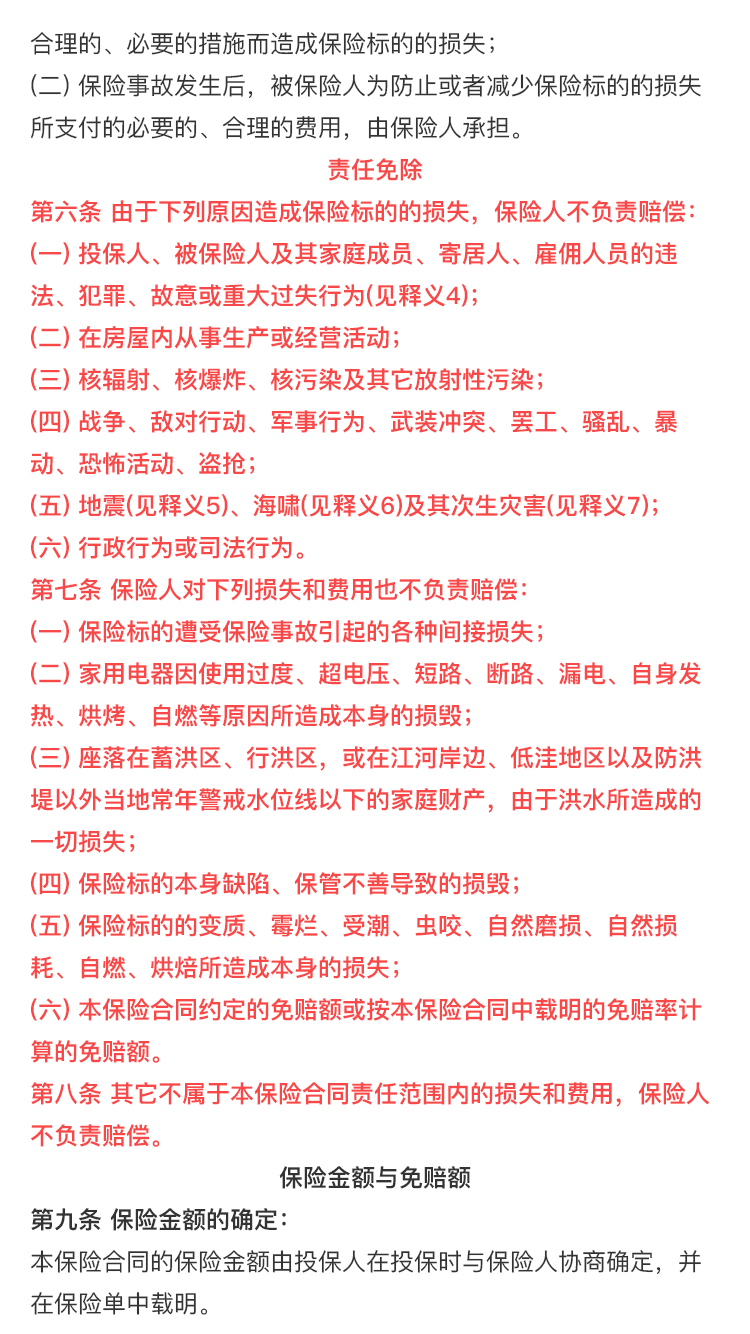 合理的、必要的措施而造成保险标的的损失；
(二) 保险事故发生后，被保险人为防止或者减少保险标的的损失
所支付的必要的、合理的费用，由保险人承担。
责任免除
第六条 由于下列原因造成保险标的的损失，保险人不负责赔偿：
(一) 投保人、被保险人及其家庭成员、寄居人、雇佣人员的违
法、犯罪、故意或重大过失行为(见释义4)；
(二) 在房屋内从事生产或经营活动；
(三) 核辐射、核爆炸、核污染及其它放射性污染；
(四) 战争、敌对行动、军事行为、武装冲突、罢工、骚乱、暴
动、恐怖活动、盗抢；
(五) 地震(见释义5)、海啸(见释义6)及其次生灾害(见释义7)；
(六) 行政行为或司法行为。
第七条 保险人对下列损失和费用也不负责赔偿：
(一) 保险标的遭受保险事故引起的各种间接损失；
(二) 家用电器因使用过度、超电压、短路、断路、漏电、自身发
热、烘烤、自燃等原因所造成本身的损毁；
(三) 座落在蓄洪区、行洪区，或在江河岸边、低洼地区以及防洪
堤以外当地常年警戒水位线以下的家庭财产，由于洪水所造成的
一切损失；
(四) 保险标的本身缺陷、保管不善导致的损毁；
(五) 保险标的的变质、霉烂、受潮、虫咬、自然磨损、自然损
耗、自燃、烘焙所造成本身的损失；
(六) 本保险合同约定的免赔额或按本保险合同中载明的免赔率计
算的免赔额。
第八条 其它不属于本保险合同责任范围内的损失和费用，保险人
不负责赔偿。
保险金额与免赔额
第九条 保险金额的确定：
本保险合同的保险金额由投保人在投保时与保险人协商确定，并
在保险单中载明。